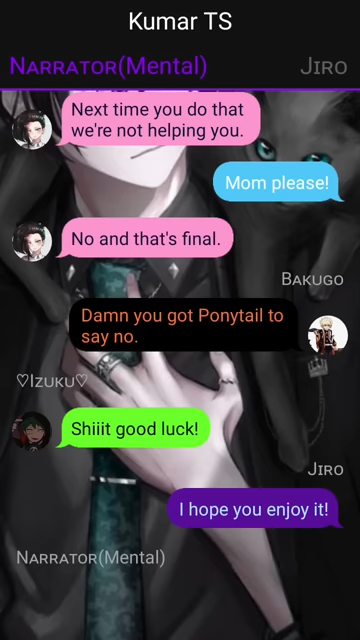 Kumar TS
Narrator(Mental)
Jiro
Next time you do that
we're not helping you.
Mom please!
No and that's final.
Bakugo
Damn you got Ponytail to
say no.
♡Izuku♡
Shiiit good luck!
Jiro
I hope you enjoy it!
Narrator(Mental)